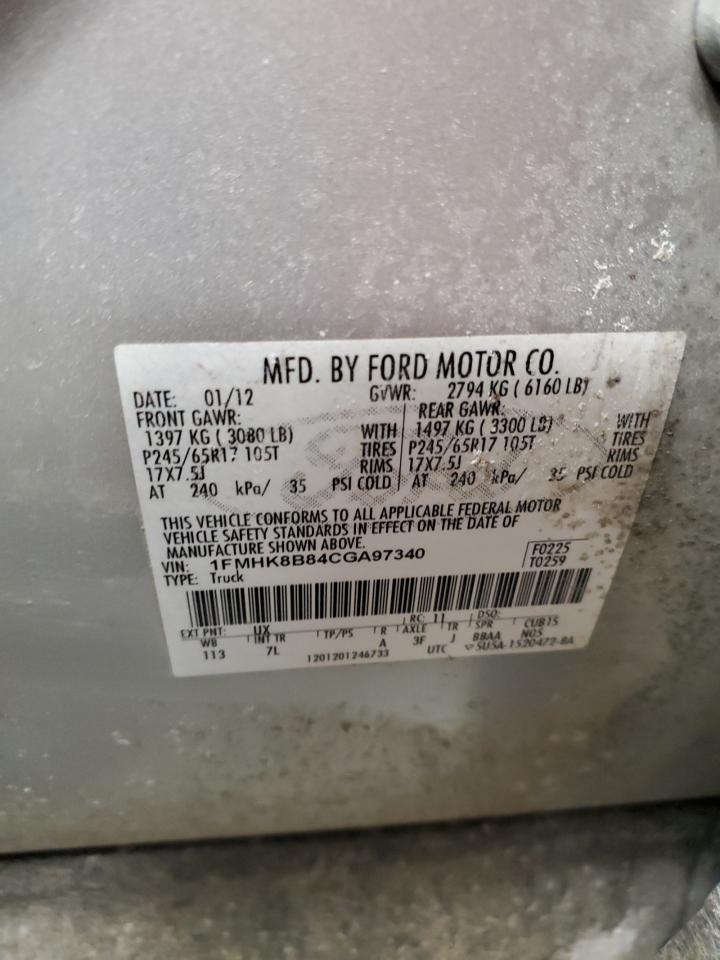 MFD. BY FORD MOTOR CO.
DATE: 01/12 GVWR: 2794 KG ( 6160 LB)
FRONT GAWR: REAR GAWR:
1397 KG ( 3080 LB) WITH 1497 KG ( 3300 LB) WITH
P245/65R17 105T TIRES P245/65R17 105T TIRES
17X7.5J RIMS 17X7.5J RIMS
AT 240 kPa/ 35 PSI COLD AT 240 kPa/ 35 PSI COLD
THIS VEHICLE CONFORMS TO ALL APPLICABLE FEDERAL MOTOR
VEHICLE SAFETY STANDARDS IN EFFECT ON THE DATE OF
MANUFACTURE SHOWN ABOVE.
VIN: 1FMHK8B84CGA97340 F0225
TYPE: Truck T0259
EXT PNT: UX RC: 11 DSO:
WB INT TR TP/PS R AXLE TR SPR CUB1S
113 7L A 3F J BBAA N05
1201201246733 UTC 5U5A-1520472-BA